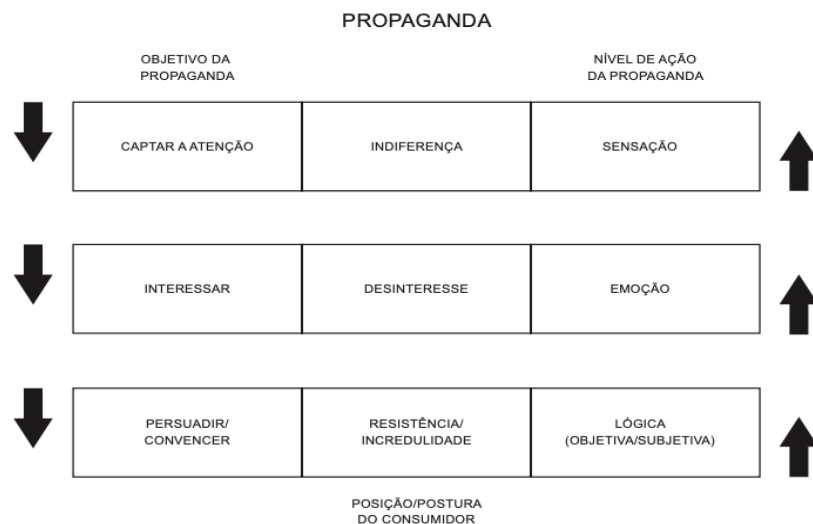 PROPAGANDA
OBJETIVO DA
PROPAGANDA
NÍVEL DE AÇÃO
DA PROPAGANDA
CAPTAR A ATENÇÃO
INDIFERENÇA
SENSAÇÃO
INTERESSAR
DESINTERESSE
EMOÇÃO
PERSUADIR/
CONVENCER
RESISTÊNCIA/
INCREDULIDADE
LÓGICA
(OBJETIVA/SUBJETIVA)
POSIÇÃO/POSTURA
DO CONSUMIDOR